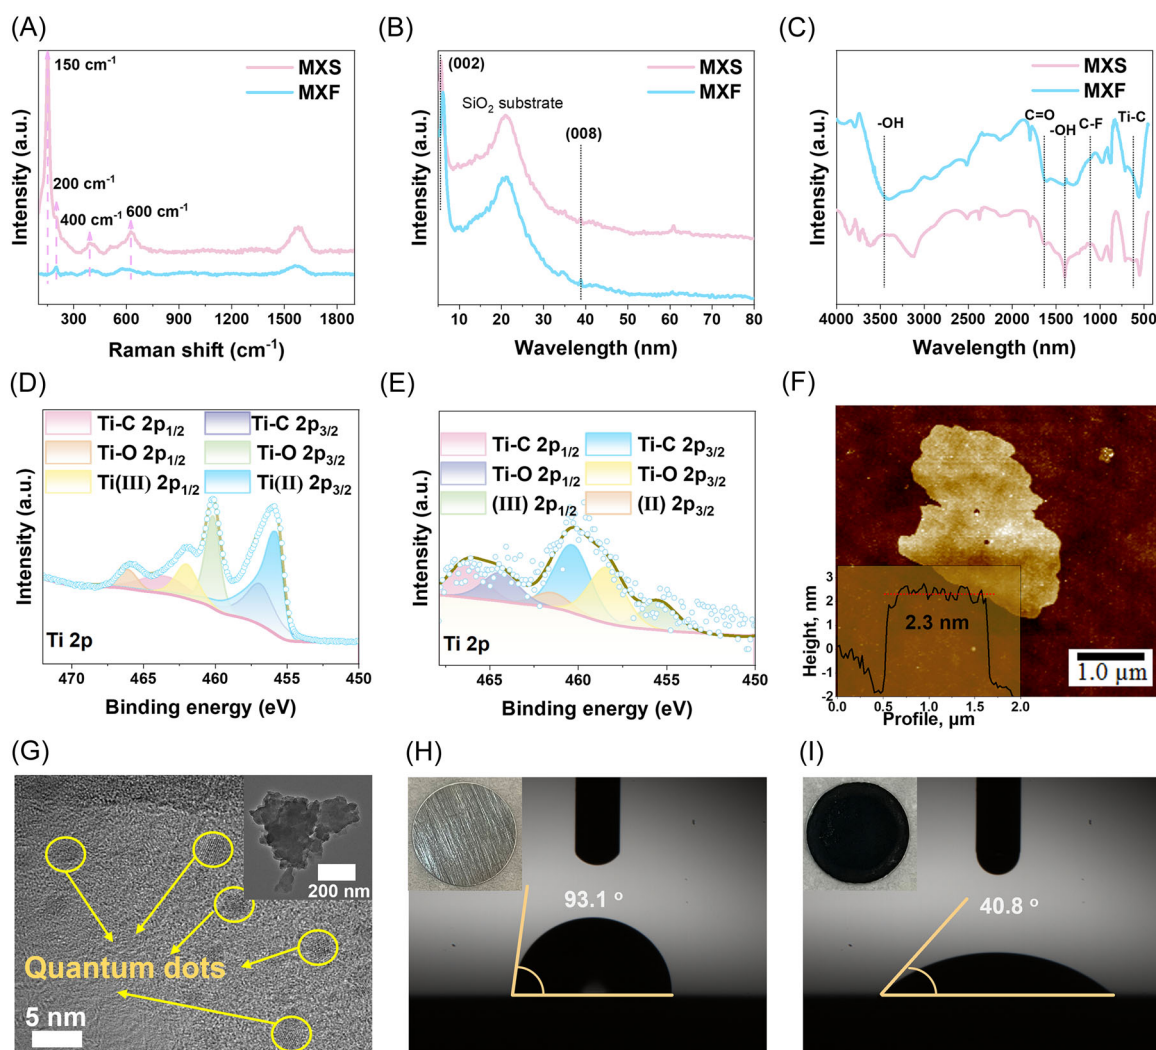 (A)
MXS
MXF
150 cm-1
200 cm-1
400 cm-1
600 cm-1
Intensity (a.u.)
300 600 900 1200 1500 1800
Raman shift (cm-1)
(B)
MXS
MXF
(002)
SiO2 substrate
(008)
Intensity (a.u.)
10 20 30 40 50 60 70 80
Wavelength (nm)
(C)
MXS
MXF
-OH
C=O
-OH
C-F
Ti-C
Intensity (a.u.)
4000 3500 3000 2500 2000 1500 1000 500
Wavelength (nm)
(D)
Ti-C 2p1/2
Ti-C 2p3/2
Ti-O 2p1/2
Ti-O 2p3/2
Ti(III) 2p1/2
Ti(II) 2p3/2
Intensity (a.u.)
Ti 2p
470 465 460 455 450
Binding energy (eV)
(E)
Ti-C 2p1/2
Ti-C 2p3/2
Ti-O 2p1/2
Ti-O 2p3/2
(III) 2p1/2
(II) 2p3/2
Intensity (a.u.)
Ti 2p
465 460 455 450
Binding energy (eV)
(F)
Height, nm
3
2
1
0
-1
-2
2.3 nm
0.0 0.5 1.0 1.5 2.0
Profile, μm
1.0 μm
(G)
200 nm
Quantum dots
5 nm
(H)
93.1 o
(I)
40.8 o